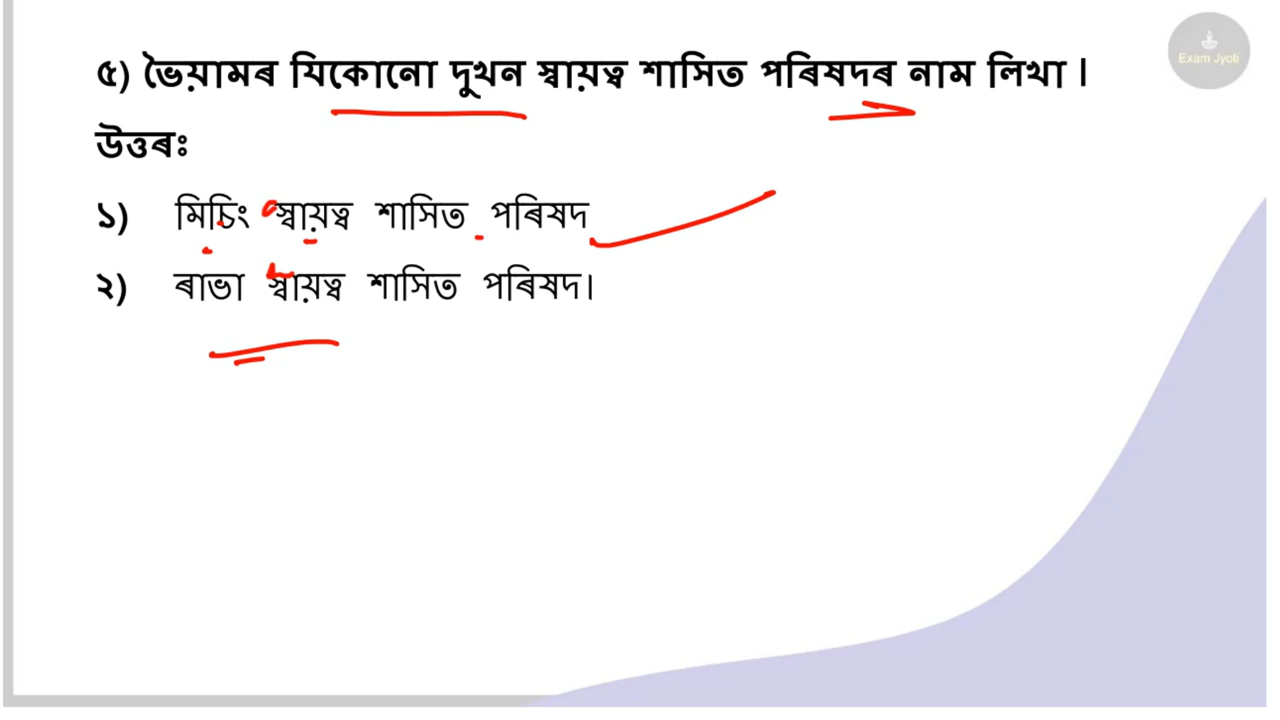 Exam Jyoti
৫) ভৈয়ামৰ যিকোনো দুখন স্বায়ত্ব শাসিত পৰিষদৰ নাম লিখা ।
উত্তৰঃ
১) মিচিং স্বায়ত্ব শাসিত পৰিষদ
২) ৰাভা স্বায়ত্ব শাসিত পৰিষদ।